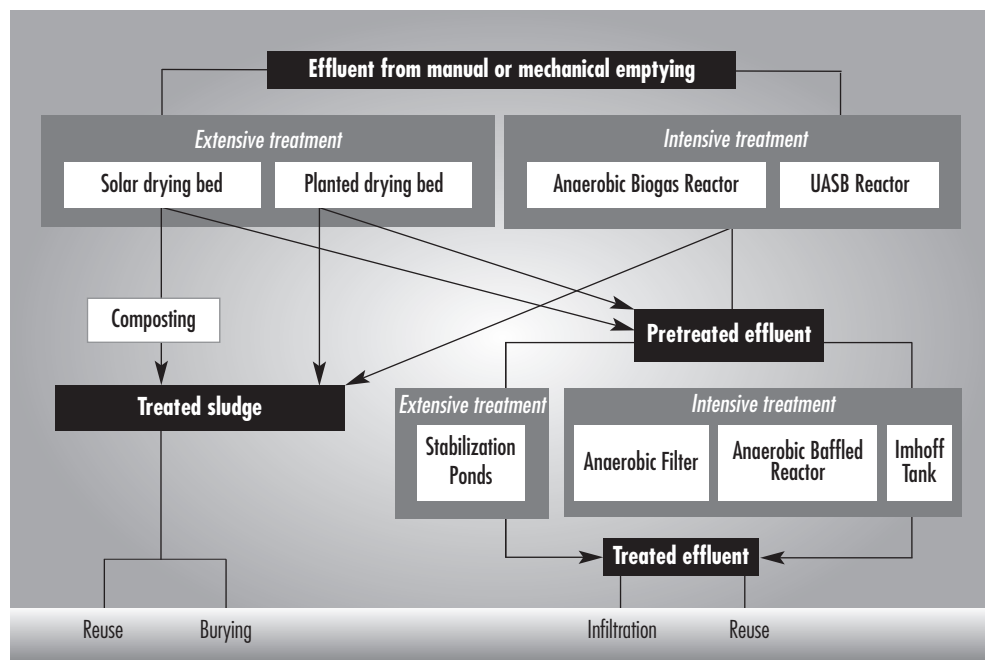 Effluent from manual or mechanical emptying
Extensive treatment
Solar drying bed
Planted drying bed
Intensive treatment
Anaerobic Biogas Reactor
UASB Reactor
Composting
Pretreated effluent
Treated sludge
Extensive treatment
Stabilization
Ponds
Intensive treatment
Anaerobic Filter
Anaerobic Baffled
Reactor
Imhoff
Tank
Treated effluent
Reuse
Burying
Infiltration
Reuse